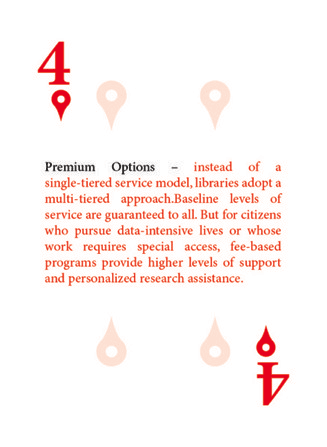 4
Premium Options – instead of a
single-tiered service model, libraries adopt a
multi-tiered approach.Baseline levels of
service are guaranteed to all. But for citizens
who pursue data-intensive lives or whose
work requires special access, fee-based
programs provide higher levels of support
and personalized research assistance.
4